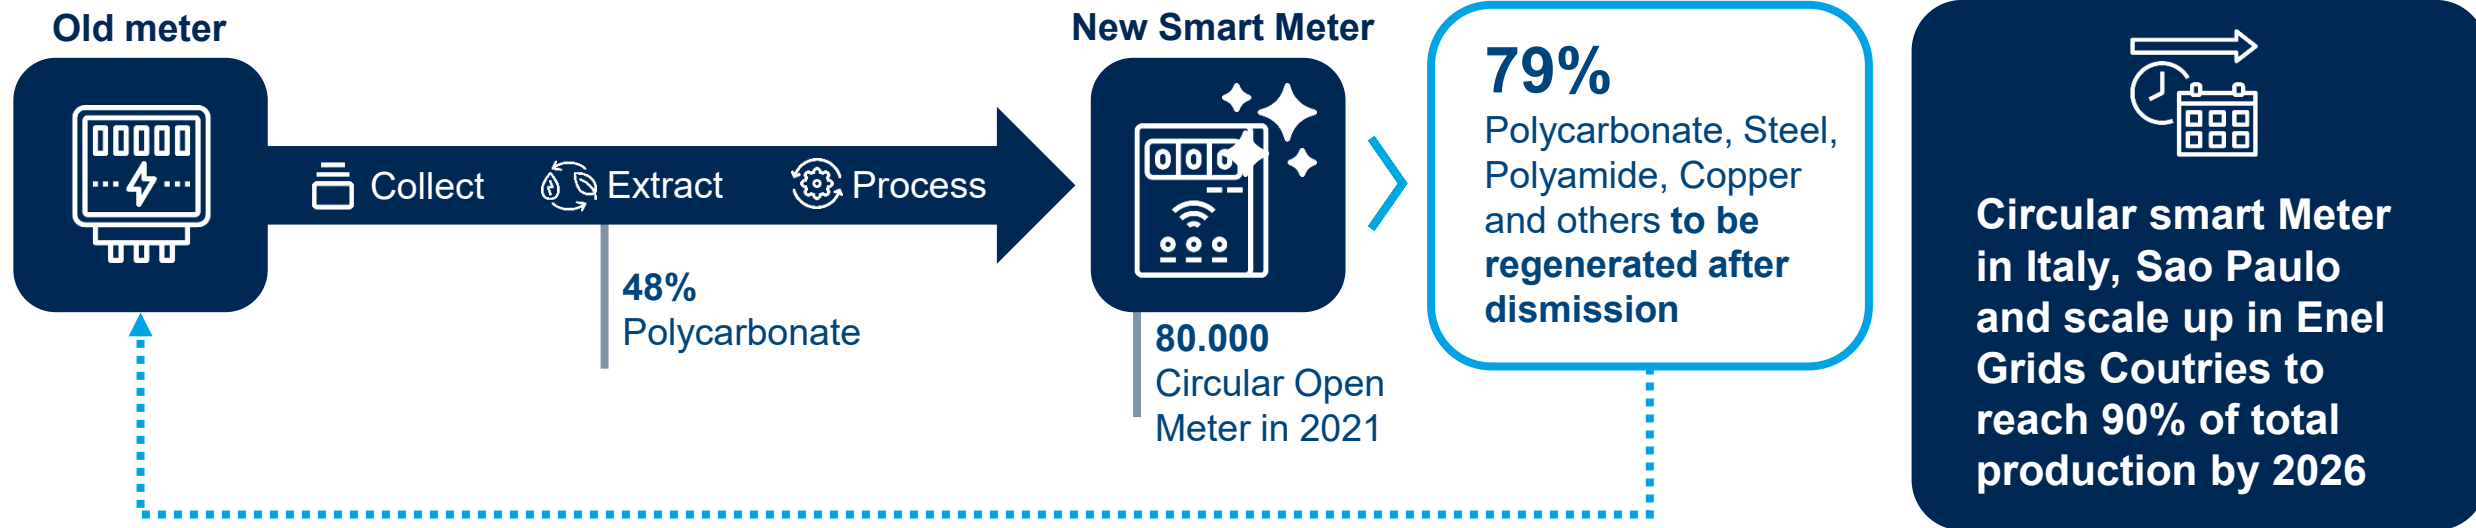 Old meter
Collect
Extract
Process
48%
Polycarbonate
New Smart Meter
80.000
Circular Open
Meter in 2021
79%
Polycarbonate, Steel,
Polyamide, Copper
and others to be
regenerated after
dismission
Circular smart Meter
in Italy, Sao Paulo
and scale up in Enel
Grids Coutries to
reach 90% of total
production by 2026